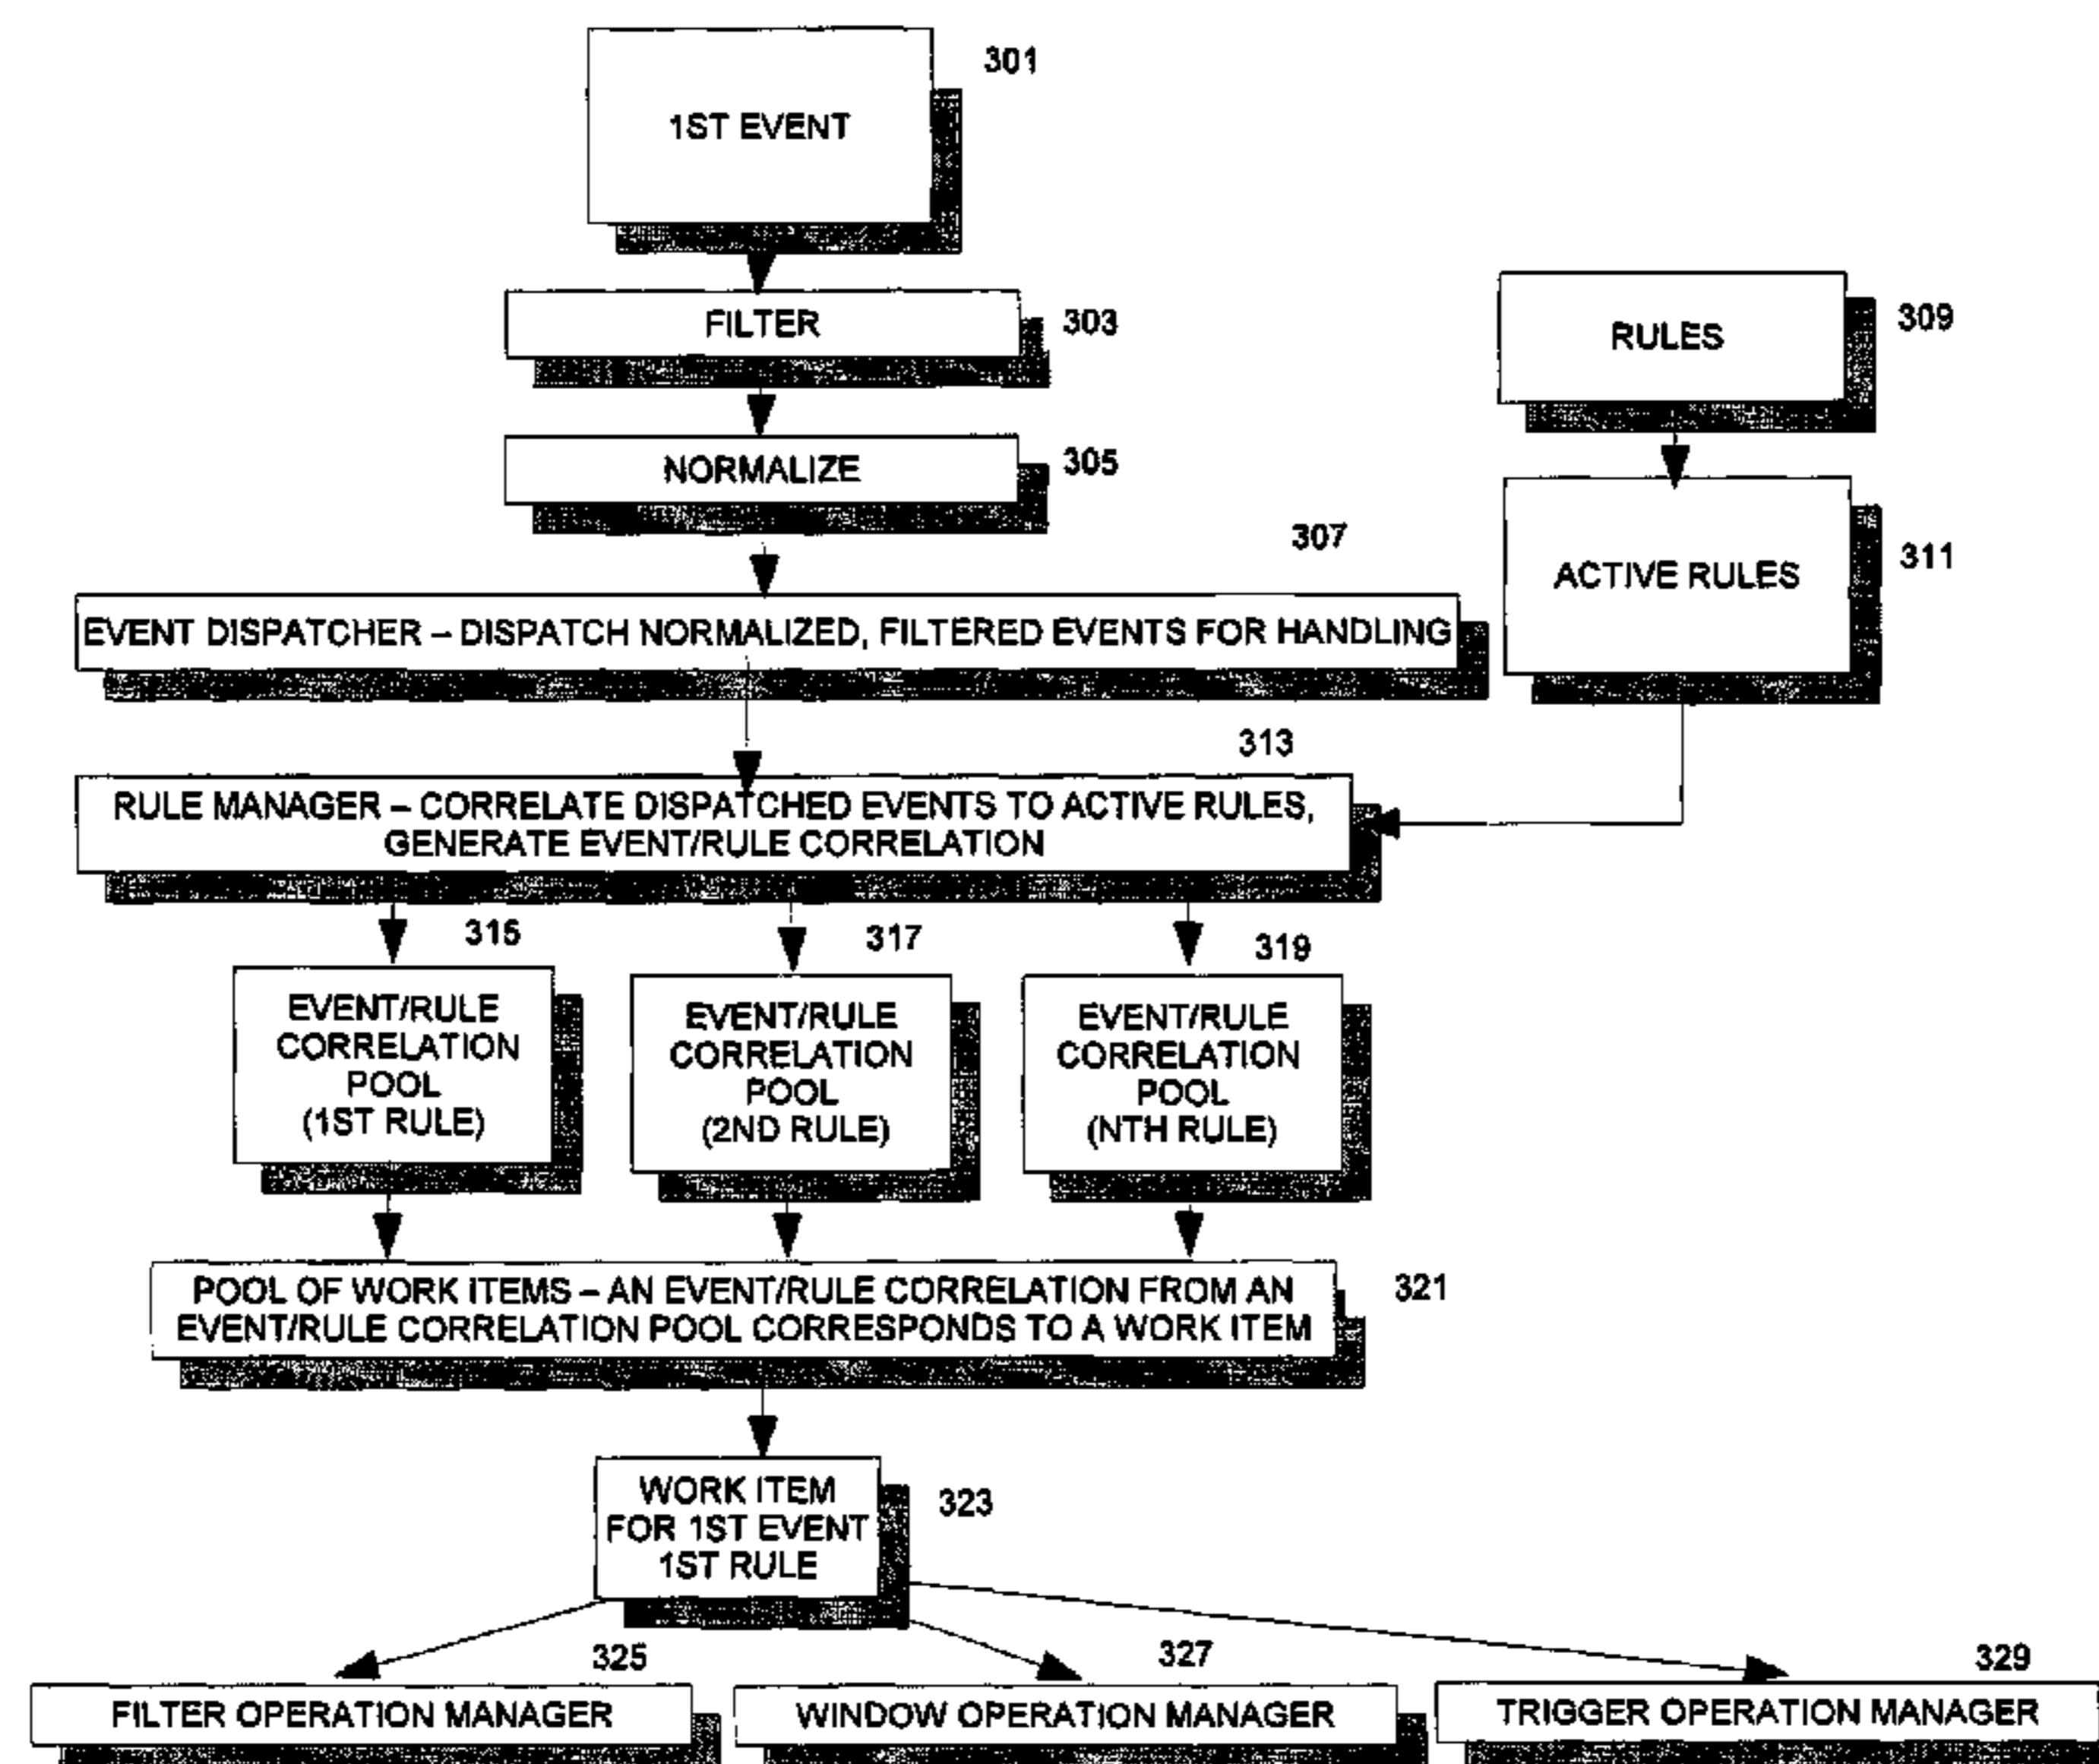 301
1ST EVENT
FILTER
303
RULES
309
NORMALIZE
305
307
ACTIVE RULES
311
EVENT DISPATCHER – DISPATCH NORMALIZED, FILTERED EVENTS FOR HANDLING
313
RULE MANAGER – CORRELATE DISPATCHED EVENTS TO ACTIVE RULES,
GENERATE EVENT/RULE CORRELATION
315
317
319
EVENT/RULE
CORRELATION
POOL
(1ST RULE)
EVENT/RULE
CORRELATION
POOL
(2ND RULE)
EVENT/RULE
CORRELATION
POOL
(NTH RULE)
POOL OF WORK ITEMS – AN EVENT/RULE CORRELATION FROM AN
EVENT/RULE CORRELATION POOL CORRESPONDS TO A WORK ITEM
321
WORK ITEM
FOR 1ST EVENT
1ST RULE
323
325
327
329
FILTER OPERATION MANAGER
WINDOW OPERATION MANAGER
TRIGGER OPERATION MANAGER